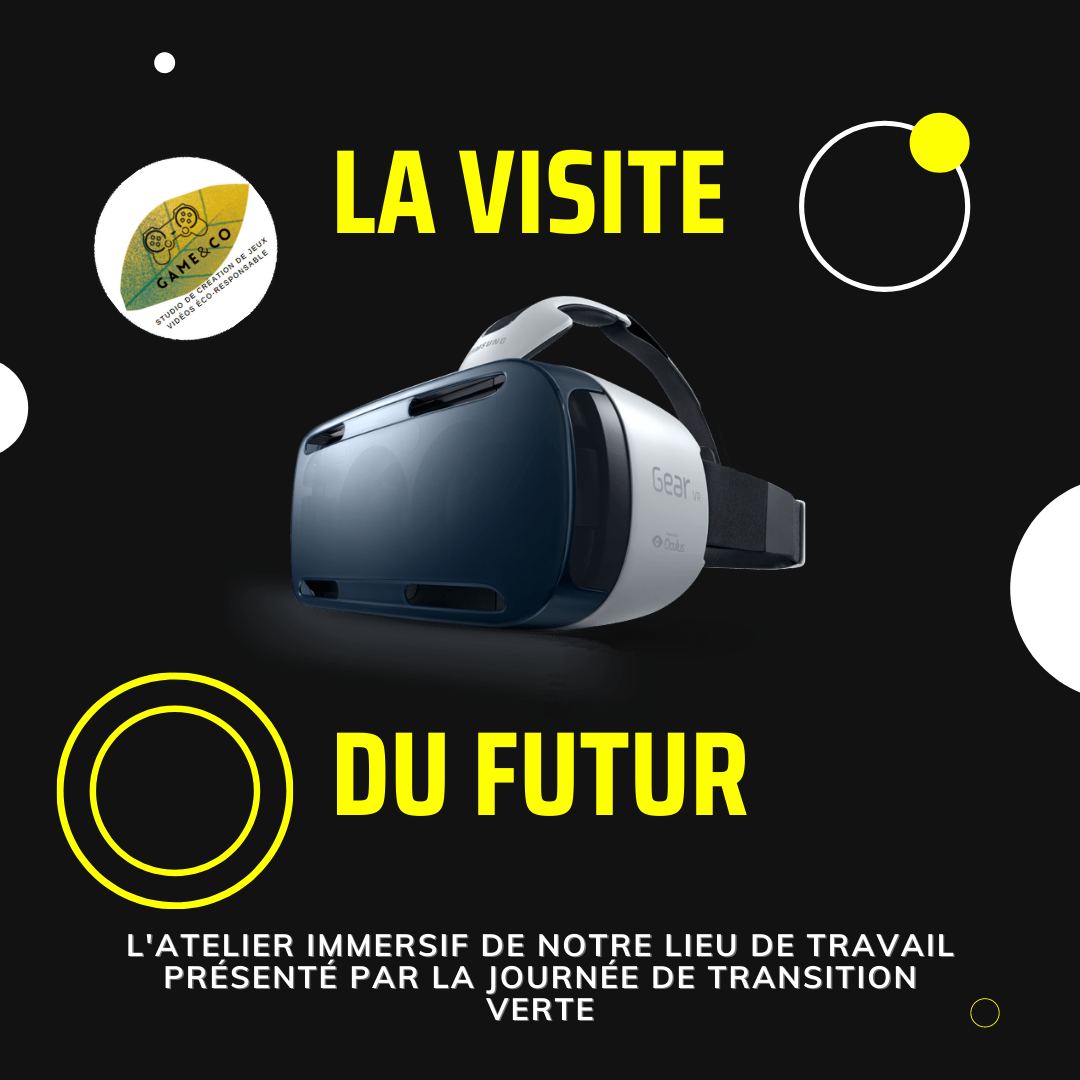 LA VISITE
GAME&CO
STUDIO DE CRÉATION DE JEUX
VIDÉOS ÉCO-RESPONSABLE
SAMSUNG
Gear VR
Oculus
DU FUTUR
L'ATELIER IMMERSIF DE NOTRE LIEU DE TRAVAIL
PRÉSENTÉ PAR LA JOURNÉE DE TRANSITION
VERTE